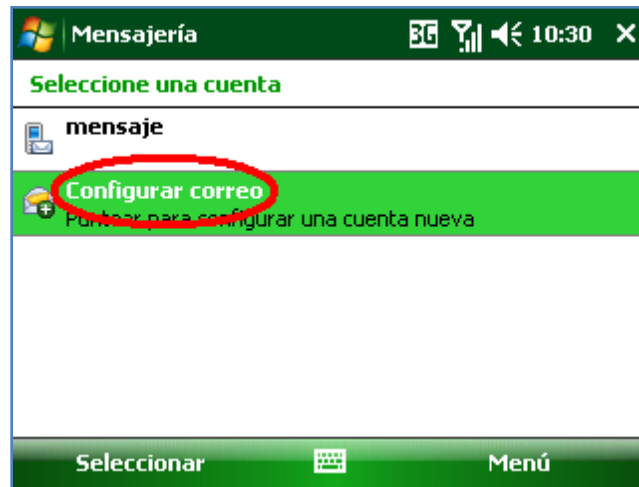 Mensajería 3G 10:30
Seleccione una cuenta
mensaje
Configurar correo
Puntear para configurar una cuenta nueva
Seleccionar Menú